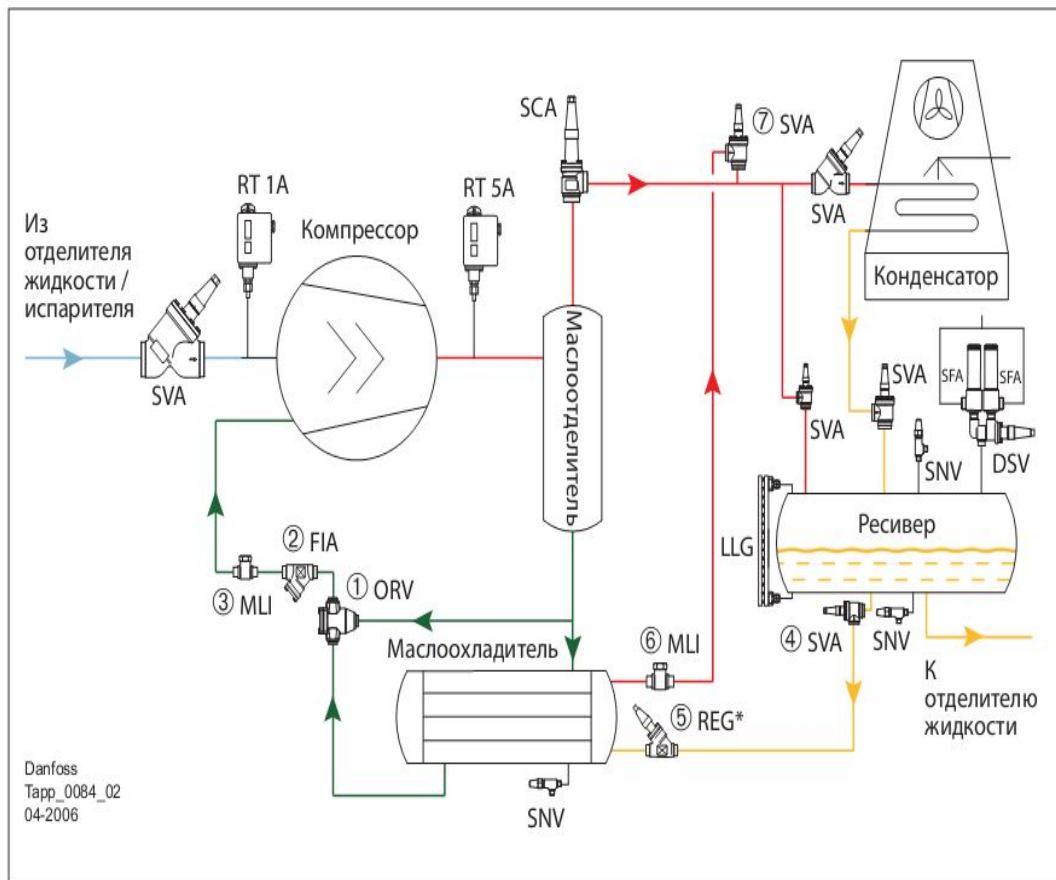 SCA
⑦ SVA
RT 1A
RT 5A
SVA
Из
отделителя
жидкости /
испарителя
Компрессор
Конденсатор
SVA
Маслоотделитель
SVA
SFA
SFA
SVA
SNV
DSV
② FIA
LLG
Ресивер
① ORV
③ MLI
Маслоохладитель
⑥ MLI
④ SVA
SNV
К
отделителю
жидкости
⑤ REG*
SNV
Danfoss
Tapp_0084_02
04-2006